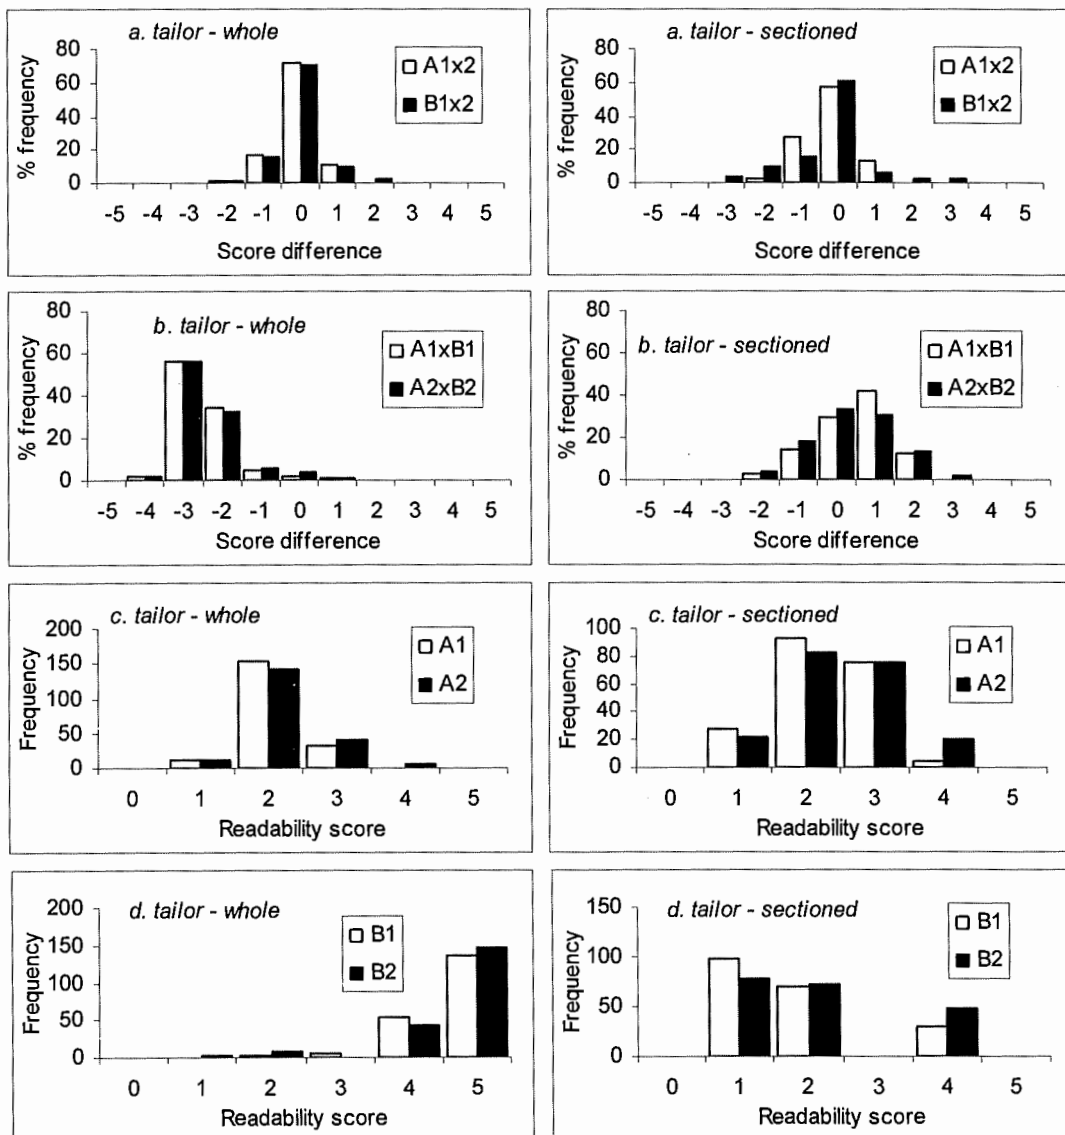 a. tailor - whole
80
60
40
20
0
% frequency
A1x2
B1x2
-5 -4 -3 -2 -1 0 1 2 3 4 5
Score difference
a. tailor - sectioned
80
60
40
20
0
% frequency
A1x2
B1x2
-5 -4 -3 -2 -1 0 1 2 3 4 5
Score difference
b. tailor - whole
80
60
40
20
0
% frequency
A1xB1
A2xB2
-5 -4 -3 -2 -1 0 1 2 3 4 5
Score difference
b. tailor - sectioned
80
60
40
20
0
% frequency
A1xB1
A2xB2
-5 -4 -3 -2 -1 0 1 2 3 4 5
Score difference
c. tailor - whole
200
150
100
50
0
Frequency
A1
A2
0 1 2 3 4 5
Readability score
c. tailor - sectioned
100
80
60
40
20
0
Frequency
A1
A2
0 1 2 3 4 5
Readability score
d. tailor - whole
200
150
100
50
0
Frequency
B1
B2
0 1 2 3 4 5
Readability score
d. tailor - sectioned
150
100
50
0
Frequency
B1
B2
0 1 2 3 4 5
Readability score